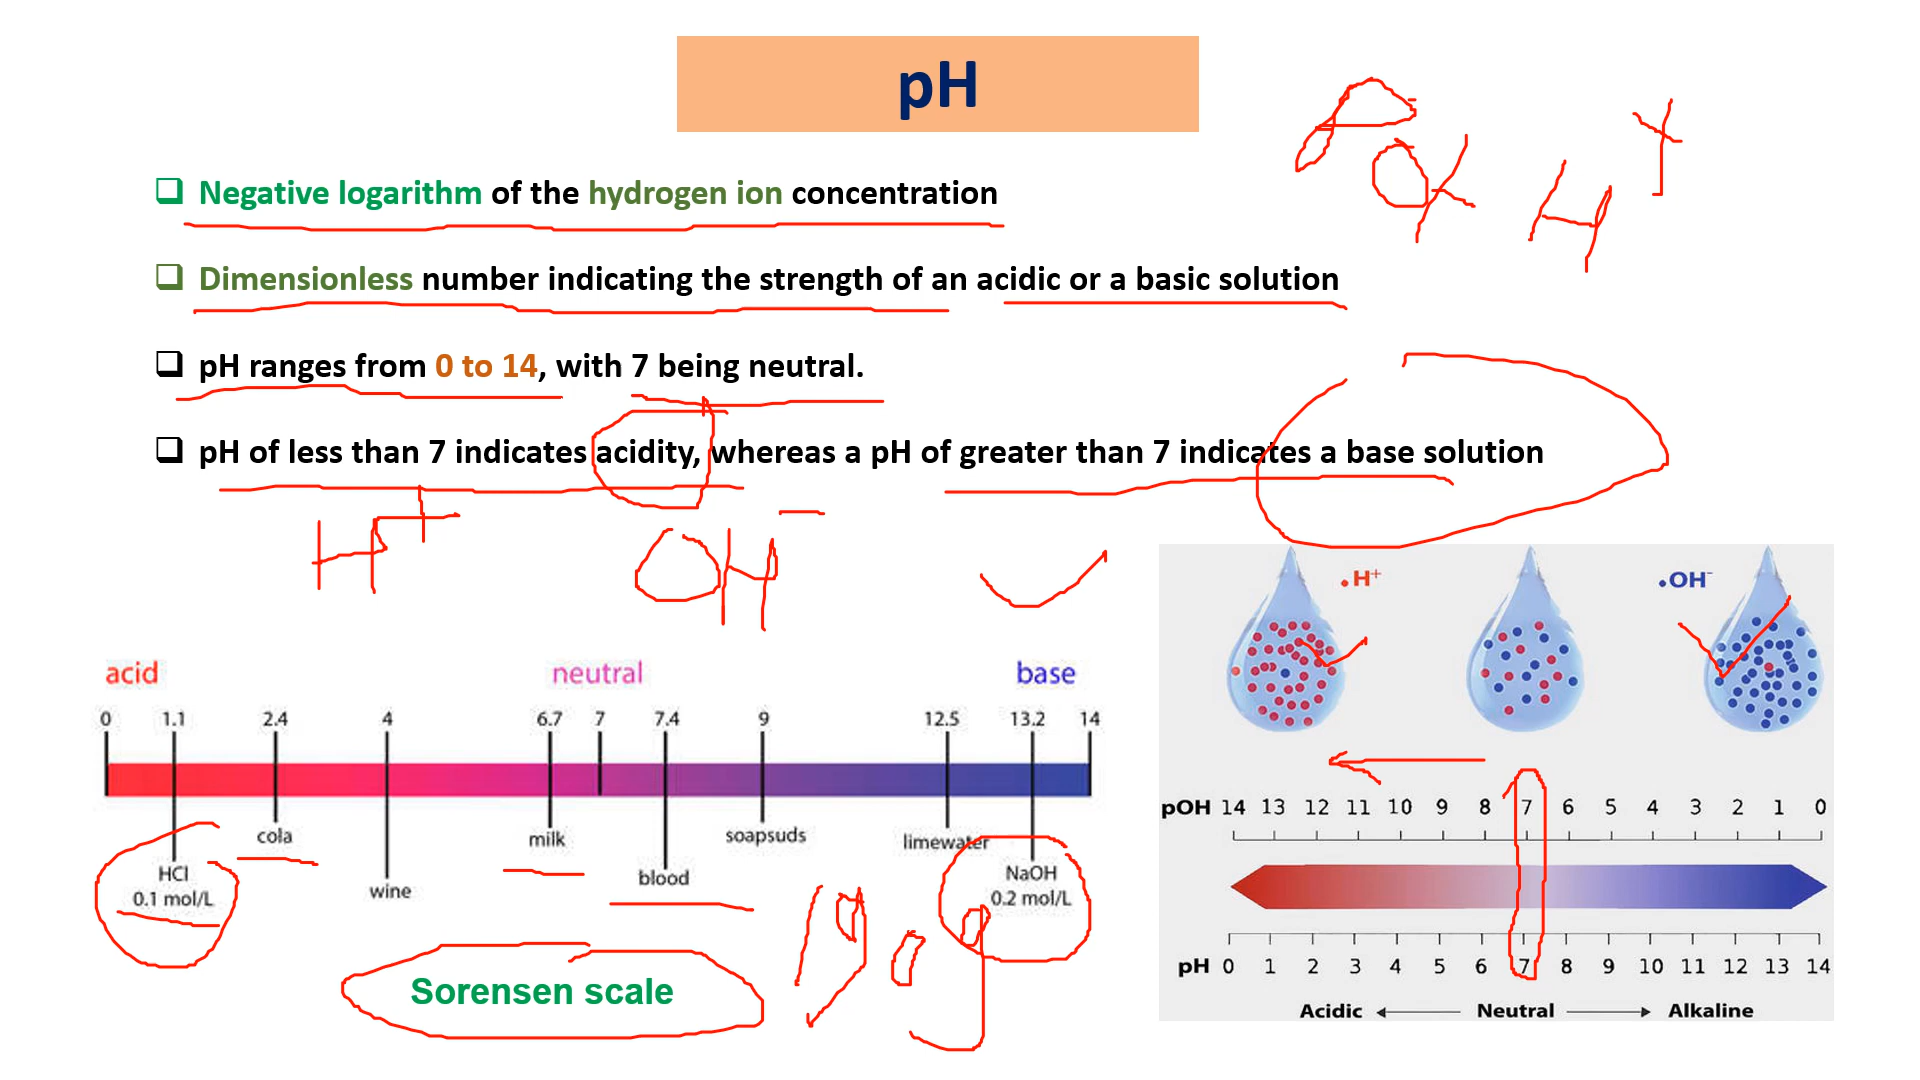 pH
❑ Negative logarithm of the hydrogen ion concentration
❑ Dimensionless number indicating the strength of an acidic or a basic solution
❑ pH ranges from 0 to 14, with 7 being neutral.
❑ pH of less than 7 indicates acidity, whereas a pH of greater than 7 indicates a base solution
H+
OH-
H+
acid neutral base
0 1.1 2.4 4 6.7 7 7.4 9 12.5 13.2 14
cola milk soapsuds limewater
HCl wine blood NaOH
0.1 mol/L 0.2 mol/L
Sorensen scale
.H+ .OH-
pOH 14 13 12 11 10 9 8 7 6 5 4 3 2 1 0
pH 0 1 2 3 4 5 6 7 8 9 10 11 12 13 14
Acidic Neutral Alkaline